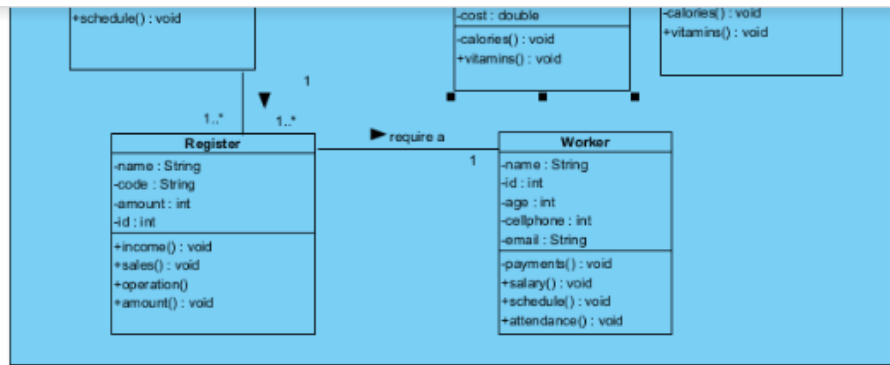 +schedule() : void
-cost : double
-calories() : void
+vitamins() : void
-calories() : void
+vitamins() : void
1
1..*
1..*
Register
-name : String
-code : String
-amount : int
-id : int
+income() : void
+sales() : void
+operation()
+amount() : void
require a
1
Worker
-name : String
-id : int
-age : int
-cellphone : int
-email : String
-payments() : void
+salary() : void
+schedule() : void
+attendance() : void